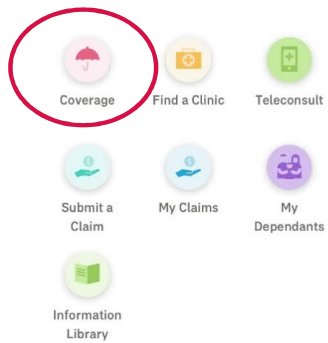 Coverage
Find a Clinic
Teleconsult
Submit a
Claim
My Claims
My
Dependants
Information
Library